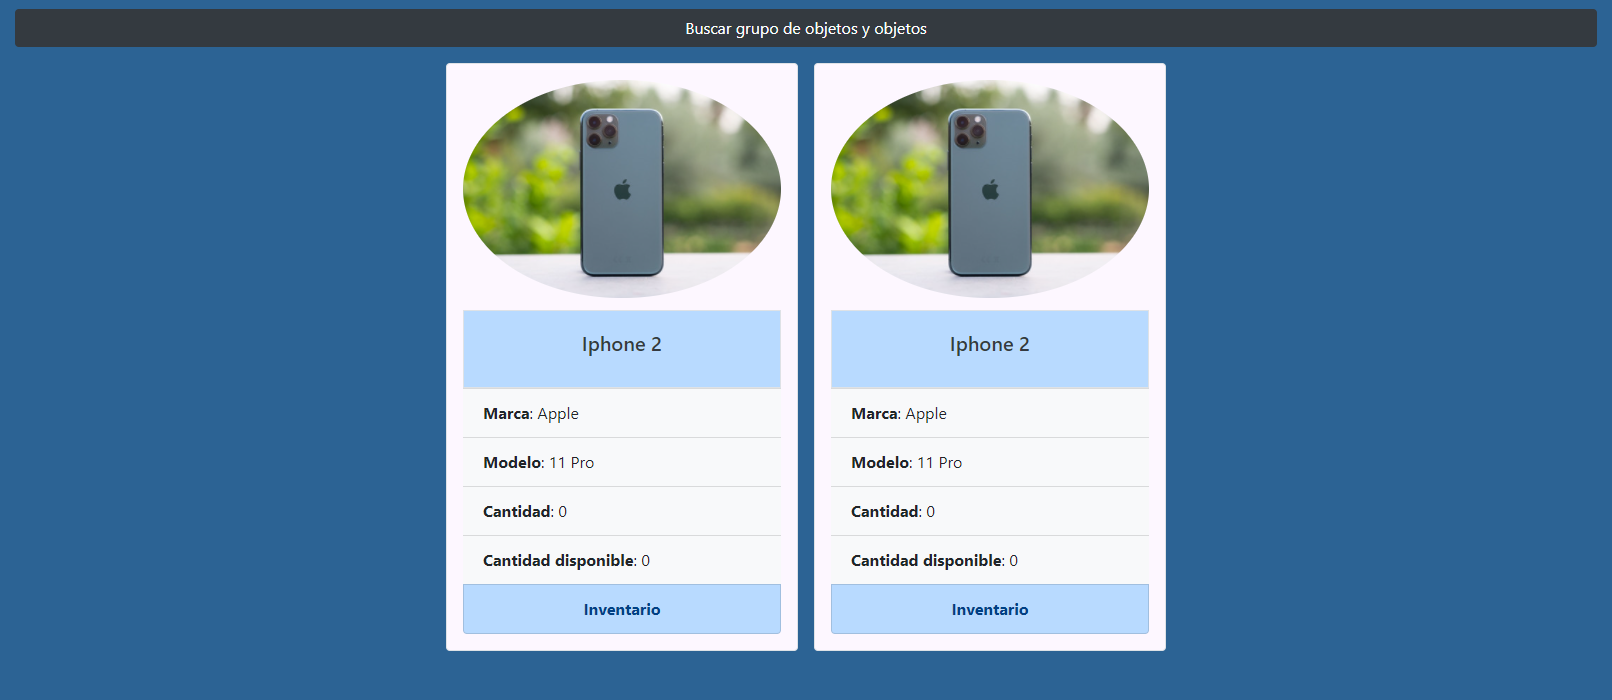 Buscar grupo de objetos y objetos
Iphone 2
Marca: Apple
Modelo: 11 Pro
Cantidad: 0
Cantidad disponible: 0
Inventario
Iphone 2
Marca: Apple
Modelo: 11 Pro
Cantidad: 0
Cantidad disponible: 0
Inventario